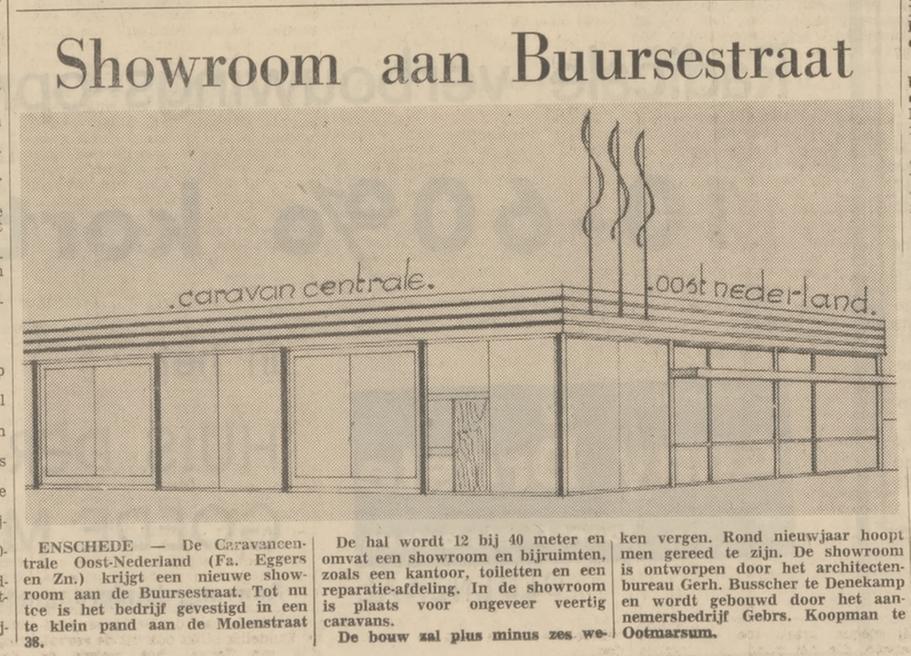 Showroom aan Buursestraat
.caravan centrale.
.oost nederland.
ENSCHEDE — De Caravancen-
trale Oost-Nederland (Fa. Eggers
en Zn.) krijgt een nieuwe show-
room aan de Buursestraat. Tot nu
toe is het bedrijf gevestigd in een
te klein pand aan de Molenstraat
38.
De hal wordt 12 bij 40 meter en
omvat een showroom en bijruimten,
zoals een kantoor, toiletten en een
reparatie-afdeling. In de showroom
is plaats voor ongeveer veertig
caravans.
De bouw zal plus minus zes we-
ken vergen. Rond nieuwjaar hoopt
men gereed te zijn. De showroom
is ontworpen door het architecten-
bureau Gerh. Busscher te Denekamp
en wordt gebouwd door het aan-
nemersbedrijf Gebrs. Koopman te
Ootmarsum.